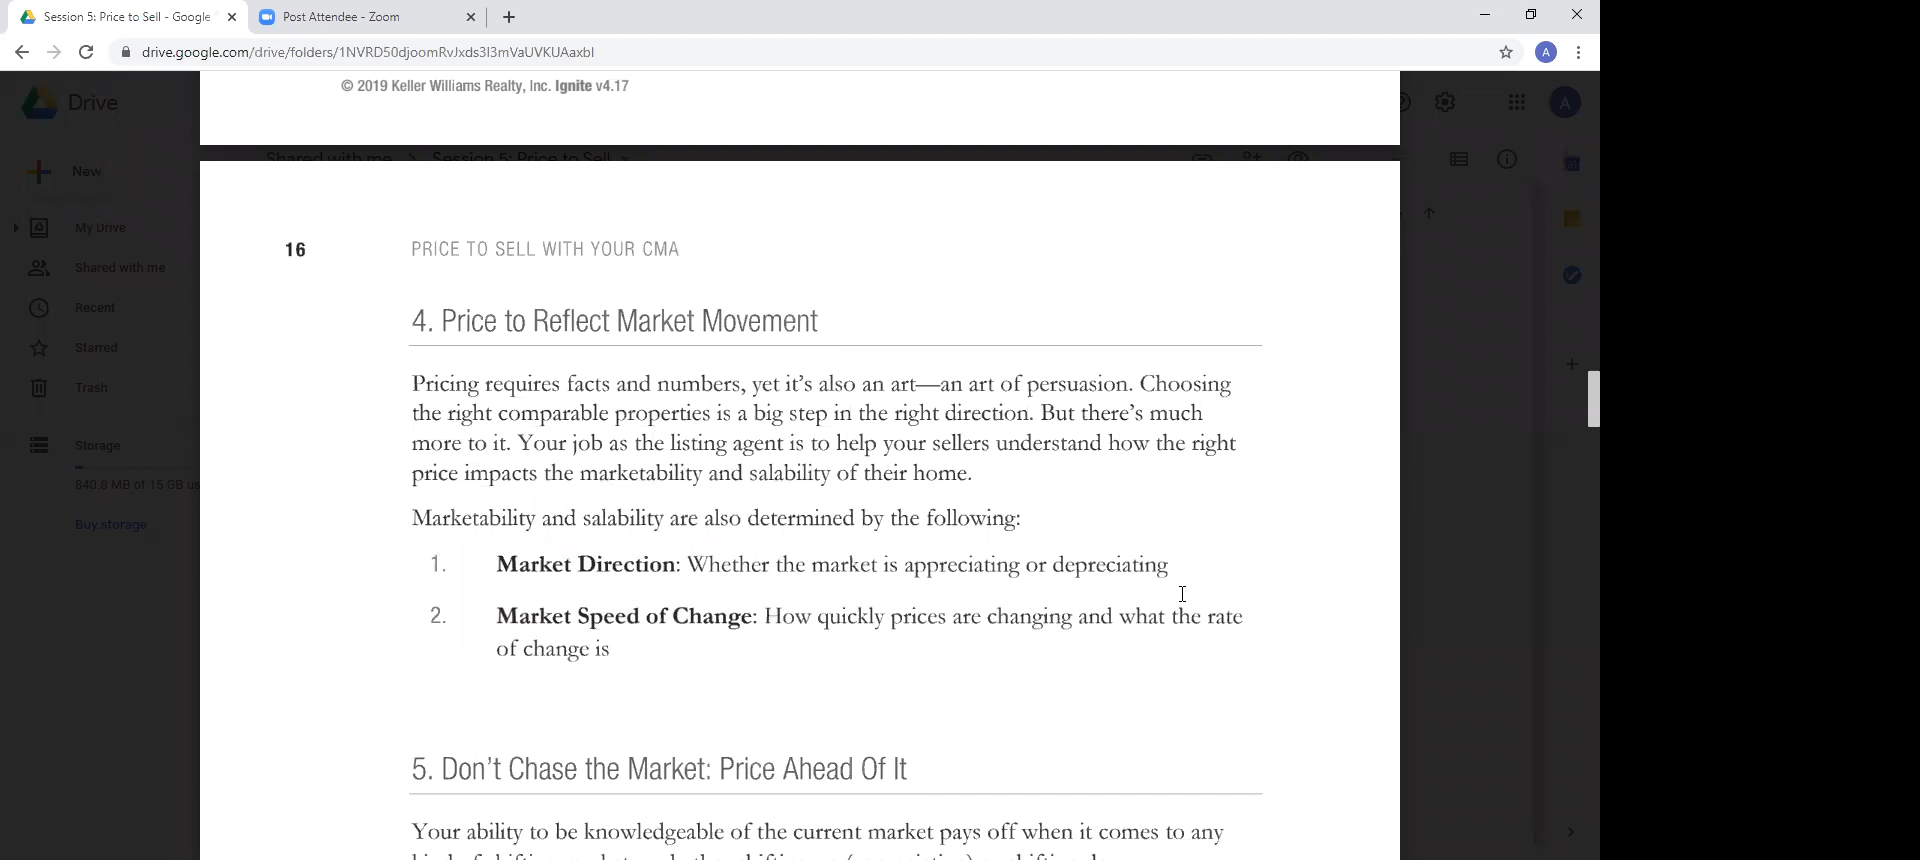 Session 5: Price to Sell - Google
Post Attendee - Zoom
drive.google.com/drive/folders/1NVRD50djoomRvJxds3I3mVaUVKUAaxbI
A
© 2019 Keller Williams Realty, Inc. Ignite v4.17
Drive
A
Shared with me > Session 5: Price to Sell
New
My Drive
Shared with me
Recent
Starred
Trash
Storage
840.8 MB of 15 GB us
Buy storage
16 PRICE TO SELL WITH YOUR CMA
4. Price to Reflect Market Movement
Pricing requires facts and numbers, yet it's also an art—an art of persuasion. Choosing
the right comparable properties is a big step in the right direction. But there's much
more to it. Your job as the listing agent is to help your sellers understand how the right
price impacts the marketability and salability of their home.
Marketability and salability are also determined by the following:
1. Market Direction: Whether the market is appreciating or depreciating
2. Market Speed of Change: How quickly prices are changing and what the rate
of change is
5. Don't Chase the Market: Price Ahead Of It
Your ability to be knowledgeable of the current market pays off when it comes to any